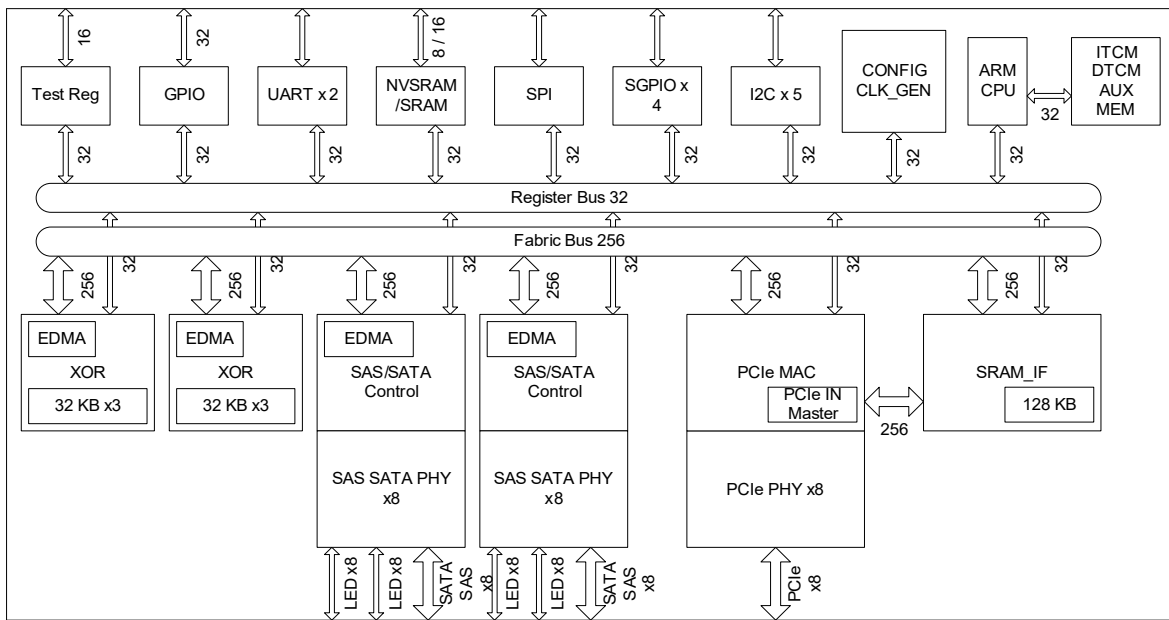 16
32
8 / 16
Test Reg
GPIO
UART x 2
NVSRAM
/SRAM
SPI
SGPIO x
4
I2C x 5
CONFIG
CLK_GEN
ARM
CPU
32
ITCM
DTCM
AUX
MEM
32
32
32
32
32
32
32
32
32
Register Bus 32
Fabric Bus 256
256
32
256
32
256
32
256
32
256
32
256
32
EDMA
XOR
32 KB x3
EDMA
XOR
32 KB x3
EDMA
SAS/SATA
Control
EDMA
SAS/SATA
Control
PCIe MAC
PCIe IN
Master
256
SRAM_IF
128 KB
SAS SATA PHY
x8
SAS SATA PHY
x8
PCIe PHY x8
LED x8
LED x8
SATA
SAS
x8
LED x8
LED x8
SATA
SAS
x8
PCIe
x8